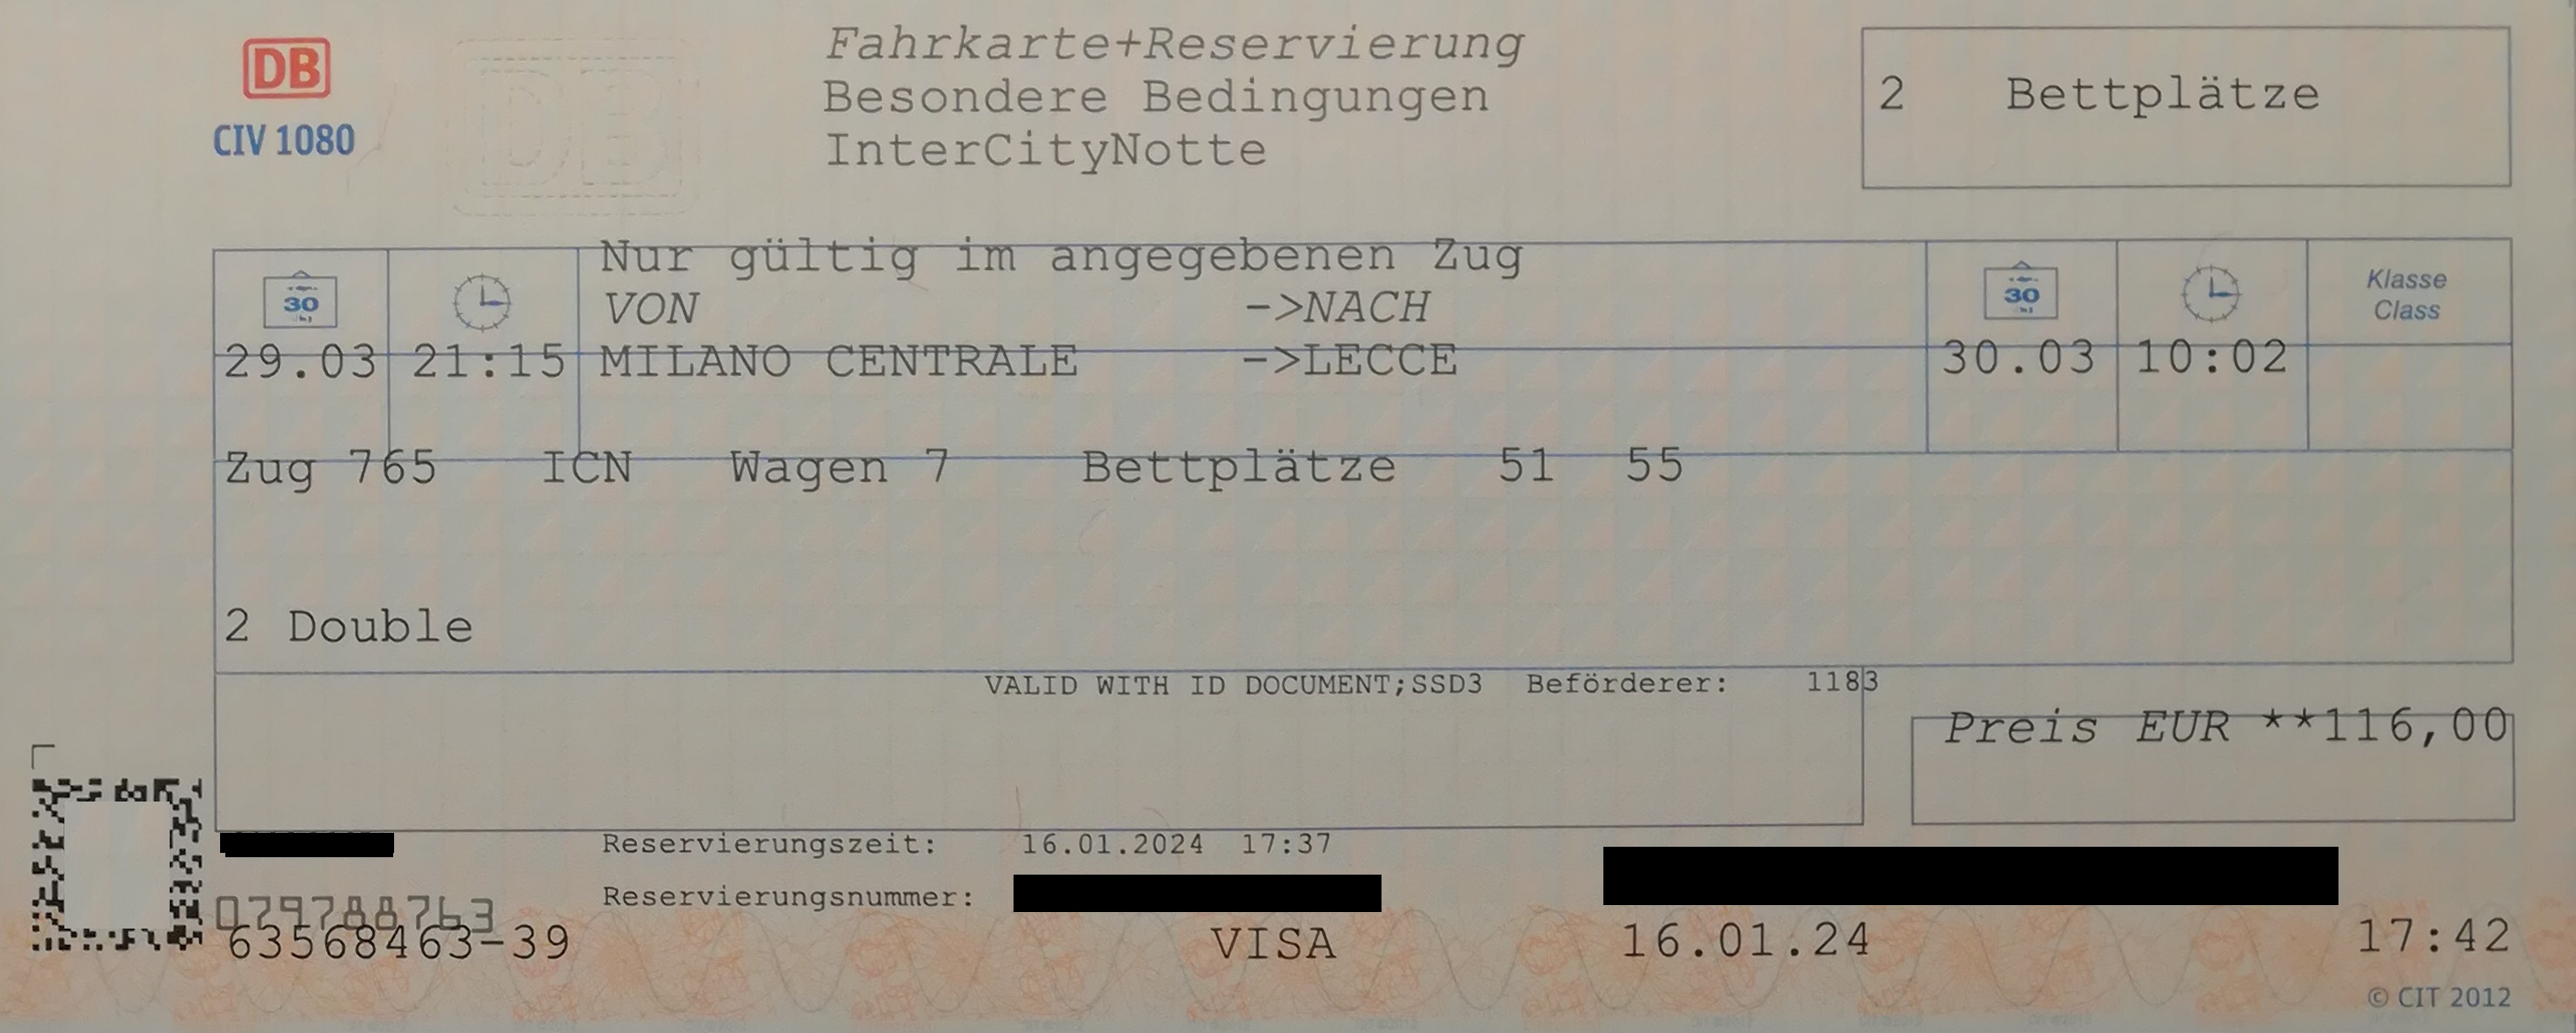 DB
CIV 1080
DB
Fahrkarte+Reservierung
Besondere Bedingungen
InterCityNotte
2 Bettplätze
Nur gültig im angegebenen Zug
30 VON ->NACH 30 Klasse
Class
29.03 21:15 MILANO CENTRALE ->LECCE 30.03 10:02
Zug 765 ICN Wagen 7 Bettplätze 51 55
2 Double
VALID WITH ID DOCUMENT;SSD3 Beförderer: 1183
Preis EUR **116,00
Reservierungszeit: 16.01.2024 17:37
Reservierungsnummer:
079788763
63568463-39 VISA 16.01.24 17:42
© CIT 2012